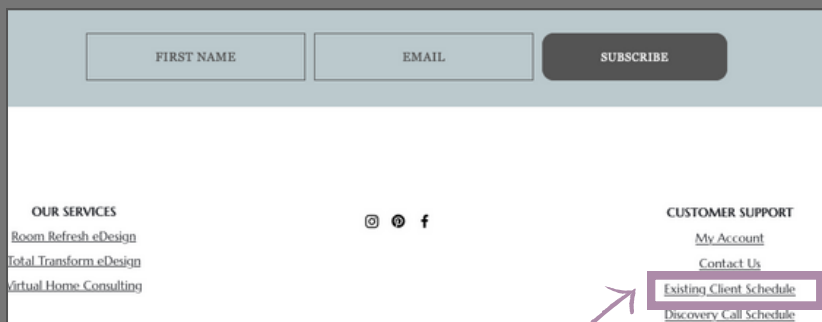 FIRST NAME
EMAIL
SUBSCRIBE
OUR SERVICES
Room Refresh eDesign
Total Transform eDesign
Virtual Home Consulting
CUSTOMER SUPPORT
My Account
Contact Us
Existing Client Schedule
Discovery Call Schedule